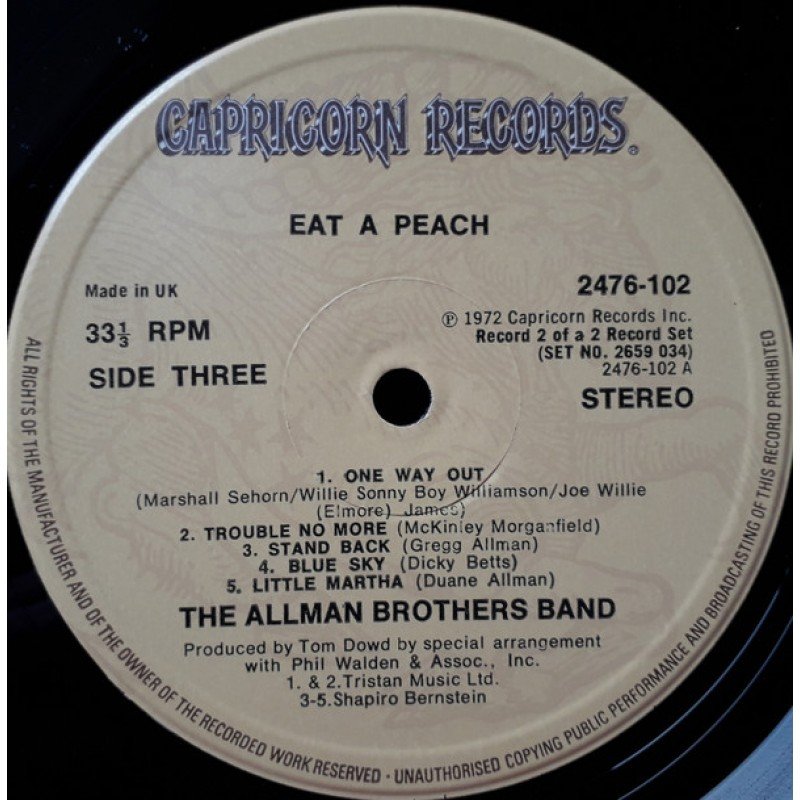 CAPRICORN RECORDS®
EAT A PEACH
Made in UK
33⅓ RPM
SIDE THREE
2476-102
℗ 1972 Capricorn Records Inc.
Record 2 of a 2 Record Set
(SET NO. 2659 034)
2476-102 A
STEREO
1. ONE WAY OUT
(Marshall Sehorn/Willie Sonny Boy Williamson/Joe Willie
(Elmore) James)
2. TROUBLE NO MORE (McKinley Morganfield)
3. STAND BACK (Gregg Allman)
4. BLUE SKY (Dicky Betts)
5. LITTLE MARTHA (Duane Allman)
THE ALLMAN BROTHERS BAND
Produced by Tom Dowd by special arrangement
with Phil Walden & Assoc., Inc.
1. & 2. Tristan Music Ltd.
3-5. Shapiro Bernstein
ALL RIGHTS OF THE MANUFACTURER AND OF THE OWNER OF THE RECORDED WORK RESERVED · UNAUTHORISED COPYING PUBLIC PERFORMANCE AND BROADCASTING OF THIS RECORD PROHIBITED